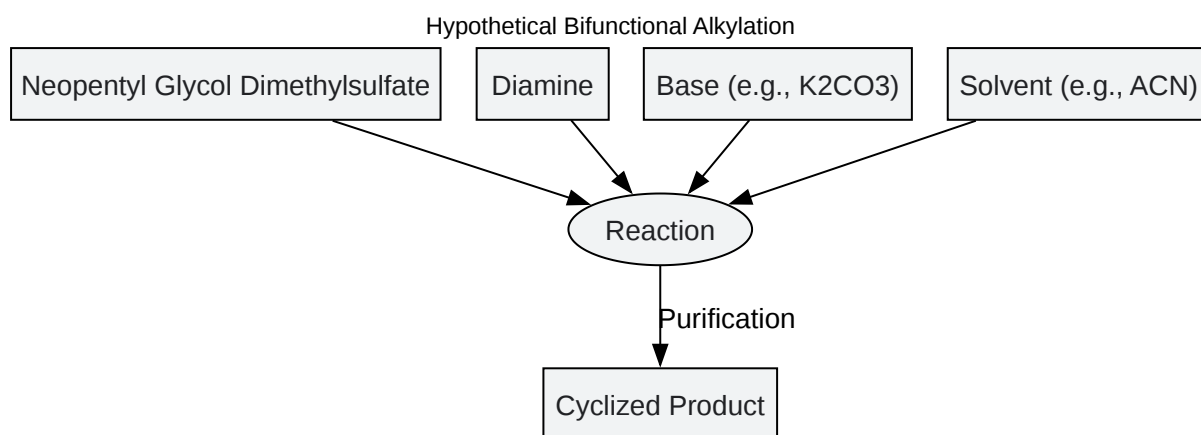 Hypothetical Bifunctional Alkylation
Neopentyl Glycol Dimethylsulfate
Diamine
Base (e.g., K2CO3)
Solvent (e.g., ACN)
Reaction
Purification
Cyclized Product